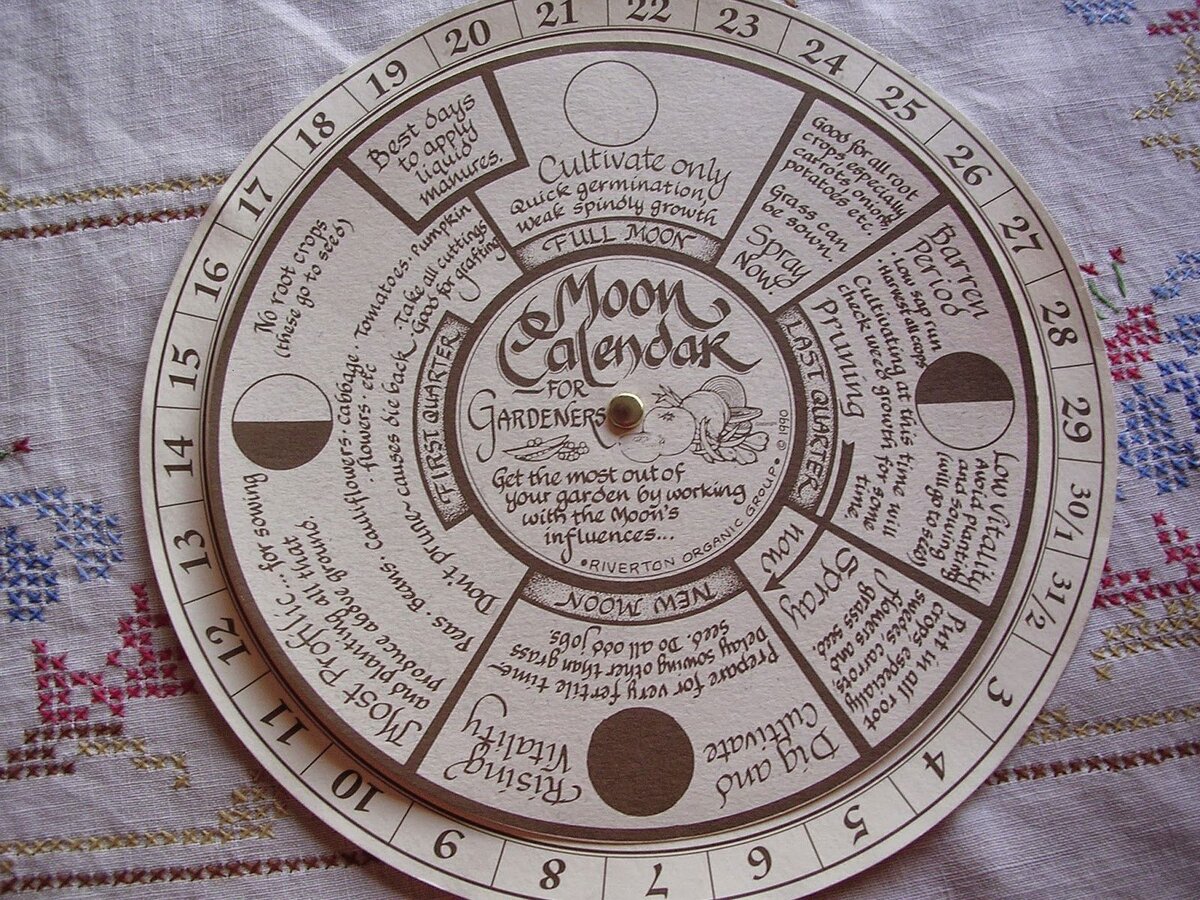 Moon
Calendar
FOR
GARDENERS
Get the most out of
your garden by working
with the Moon's
influences...
•RIVERTON ORGANIC GROUP• © 1990
FULL MOON
Cultivate only
Quick germination,
weak spindly growth
Good for all root
crops especially
carrots, onions,
potatoes etc.
Grass can
be sown.
Spray
Now.
LAST QUARTER
Barren
Period
• Low sap run
• Harvest all crops
Cultivating at this time will
check weed growth for some
time.
Pruning
now
Low Vitality
Avoid planting
and sowing
(will go to seed)
Put in all root
crops especially
swedes, carrots,
flowers and
grass seed.
Spray
NEW MOON
Dig and
Cultivate
Prepare for very fertile time
Delay sowing other than grass
seed. Do all odd jobs
Rising
Vitality
FIRST QUARTER
Most Prolific... for sowing
and planting all that
produce above ground.
Peas • Beans • Cauliflowers • Cabbage • Tomatoes • Pumpkin
• flowers • etc
Don't prune - causes die back
Take all cuttings
Good for grafting
No root crops
(these go to seed)
Best days
to apply
liquid
manures.
3
4
5
6
7
8
9
10
11
12
13
14
15
16
17
18
19
20
21
22
23
24
25
26
27
28
29
30/1
31/2